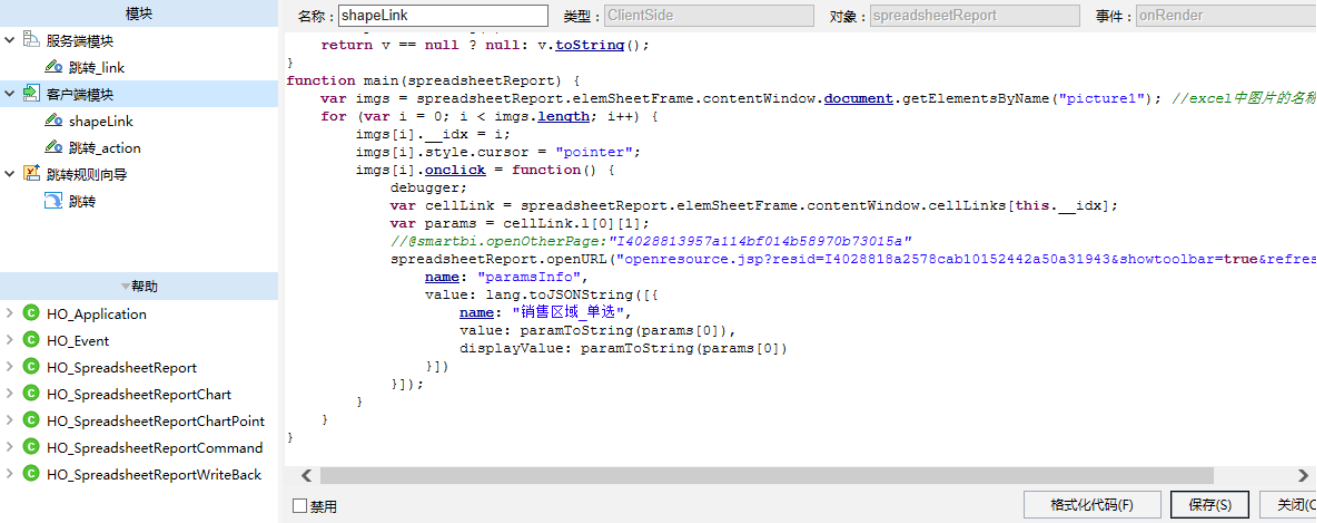 模块
服务端模块
跳转_link
客户端模块
shapeLink
跳转_action
跳转规则向导
跳转
帮助
HO_Application
HO_Event
HO_SpreadsheetReport
HO_SpreadsheetReportChart
HO_SpreadsheetReportChartPoint
HO_SpreadsheetReportCommand
HO_SpreadsheetReportWriteBack
名称: shapeLink 类型: ClientSide 对象: spreadsheetReport 事件: onRender
return v == null ? null: v.toString();
}
function main(spreadsheetReport) {
var imgs = spreadsheetReport.elemSheetFrame.contentWindow.document.getElementsByName("picture1"); //excel中图片的名称
for (var i = 0; i < imgs.length; i++) {
imgs[i].__idx = i;
imgs[i].style.cursor = "pointer";
imgs[i].onclick = function() {
debugger;
var cellLink = spreadsheetReport.elemSheetFrame.contentWindow.cellLinks[this.__idx];
var params = cellLink.l[0][1];
//@smartbi.openOtherPage:"I4028813957a114bf014b58970b73015a"
spreadsheetReport.openURL("openresource.jsp?resid=I4028818a2578cab10152442a50a31943&showtoolbar=true&refres
name: "paramsInfo",
value: lang.toJSONString([{
name: "销售区域_单选",
value: paramToString(params[0]),
displayValue: paramToString(params[0])
}])
}]);
}
}
}
禁用
格式化代码(F) 保存(S) 关闭(C